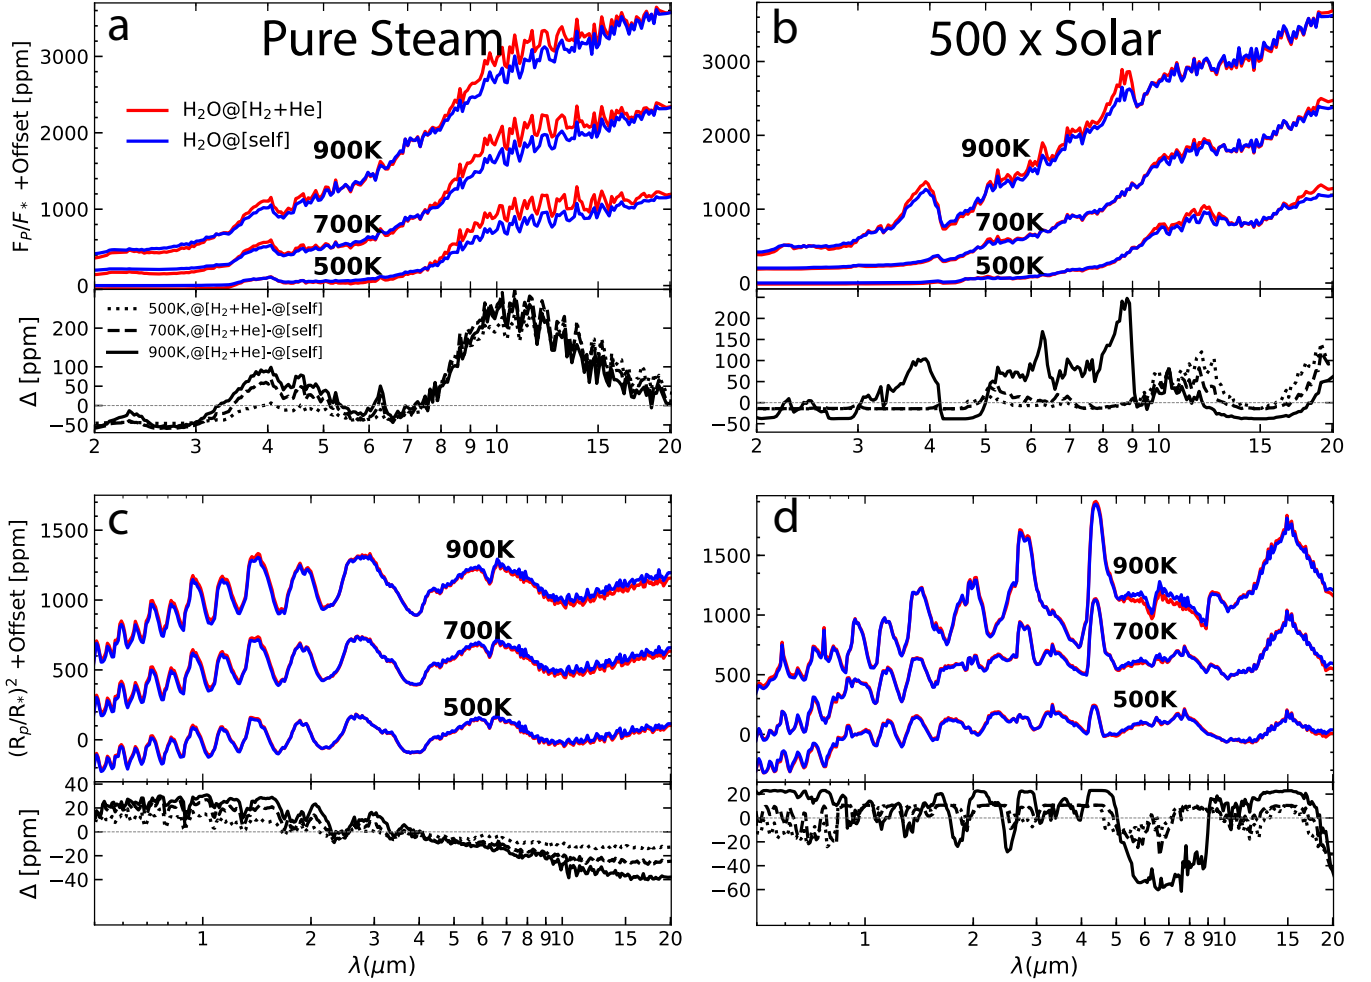 a
Pure Steam
F_P/F_* +Offset [ppm]
3000
2000
1000
0
H₂O@[H₂+He]
H₂O@[self]
900K
700K
500K
Δ [ppm]
200
100
50
0
−50
500K,@[H₂+He]-@[self]
700K,@[H₂+He]-@[self]
900K,@[H₂+He]-@[self]
2 3 4 5 6 7 8 10 15 20
b
500 x Solar
3000
2000
1000
0
900K
700K
500K
200
100
50
0
−50
2 3 4 5 6 7 8 9 10 15 20
c
(R_p/R_*)² +Offset [ppm]
1500
1000
500
0
900K
700K
500K
Δ [ppm]
40
20
0
−20
−40
1 2 3 4 5 6 7 8 9 10 20
λ(μm)
d
1500
1000
500
0
900K
700K
500K
20
0
−20
−40
−60
1 2 3 4 5 6 7 8 9 10 15 20
λ(μm)